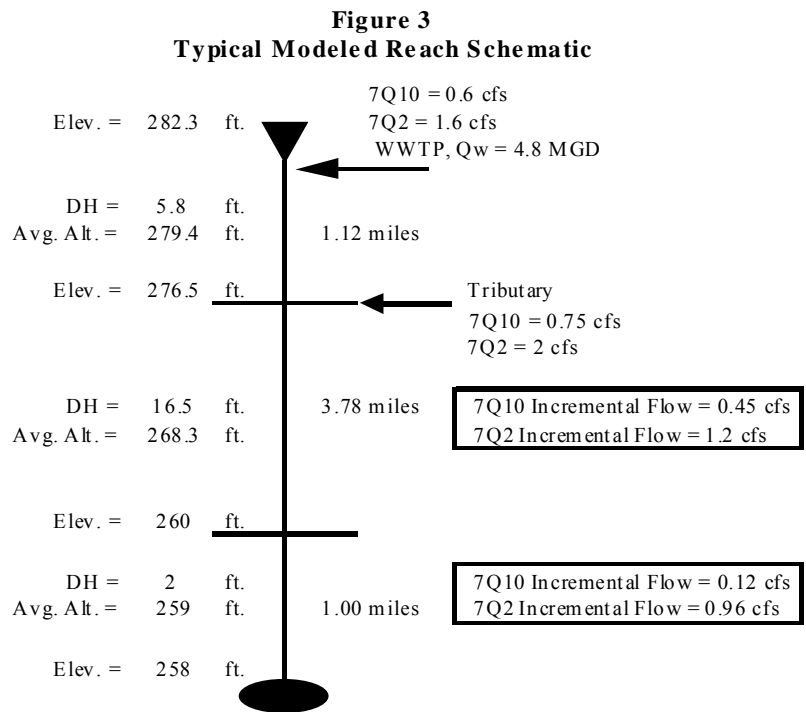 Figure 3
Typical Modeled Reach Schematic
7Q10 = 0.6 cfs
Elev. = 282.3 ft.
7Q2 = 1.6 cfs
WWTP, Qw = 4.8 MGD
DH = 5.8 ft.
Avg. Alt. = 279.4 ft. 1.12 miles
Elev. = 276.5 ft. Tributary
7Q10 = 0.75 cfs
7Q2 = 2 cfs
DH = 16.5 ft. 3.78 miles 7Q10 Incremental Flow = 0.45 cfs
Avg. Alt. = 268.3 ft. 7Q2 Incremental Flow = 1.2 cfs
Elev. = 260 ft.
DH = 2 ft. 7Q10 Incremental Flow = 0.12 cfs
Avg. Alt. = 259 ft. 1.00 miles 7Q2 Incremental Flow = 0.96 cfs
Elev. = 258 ft.